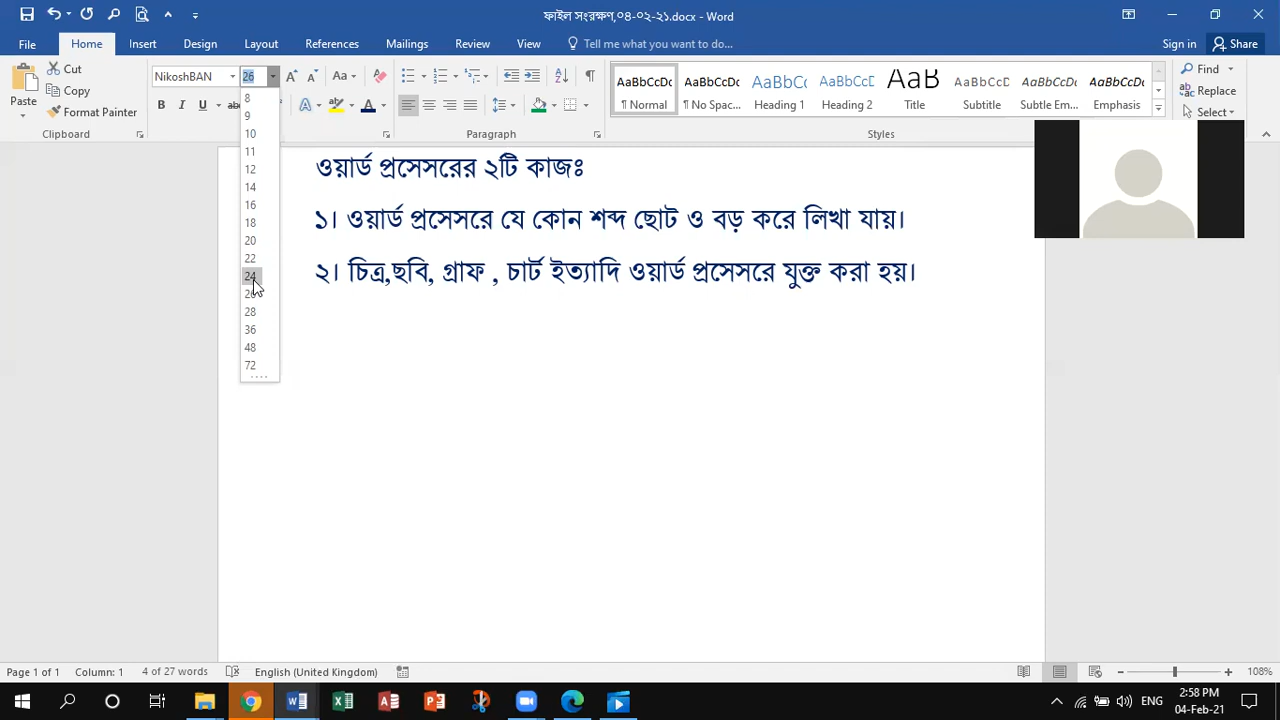 ফাইল সংরক্ষণ,০৪-০২-২১.docx - Word
File Home Insert Design Layout References Mailings Review View Tell me what you want to do... Sign in Share
Cut
Copy
Format Painter
Paste
Clipboard
NikoshBAN 26
8
9
10
11
12
14
16
18
20
22
24
28
36
48
72
Aa
B I U abc
Paragraph
AaBbCcDc AaBbCcDc AaBbCc AaBbCcD AaB AaBbCcD AaBbCcDc
¶ Normal ¶ No Spac... Heading 1 Heading 2 Title Subtitle Subtle Em...
Styles
Find
Replace
Select
ওয়ার্ড প্রসেসরের ২টি কাজঃ
১। ওয়ার্ড প্রসেসরে যে কোন শব্দ ছোট ও বড় করে লিখা যায়।
২। চিত্র,ছবি, গ্রাফ , চার্ট ইত্যাদি ওয়ার্ড প্রসেসরে যুক্ত করা হয়।
Page 1 of 1 Column: 1 4 of 27 words English (United Kingdom) 108%
ENG
2:58 PM
04-Feb-21